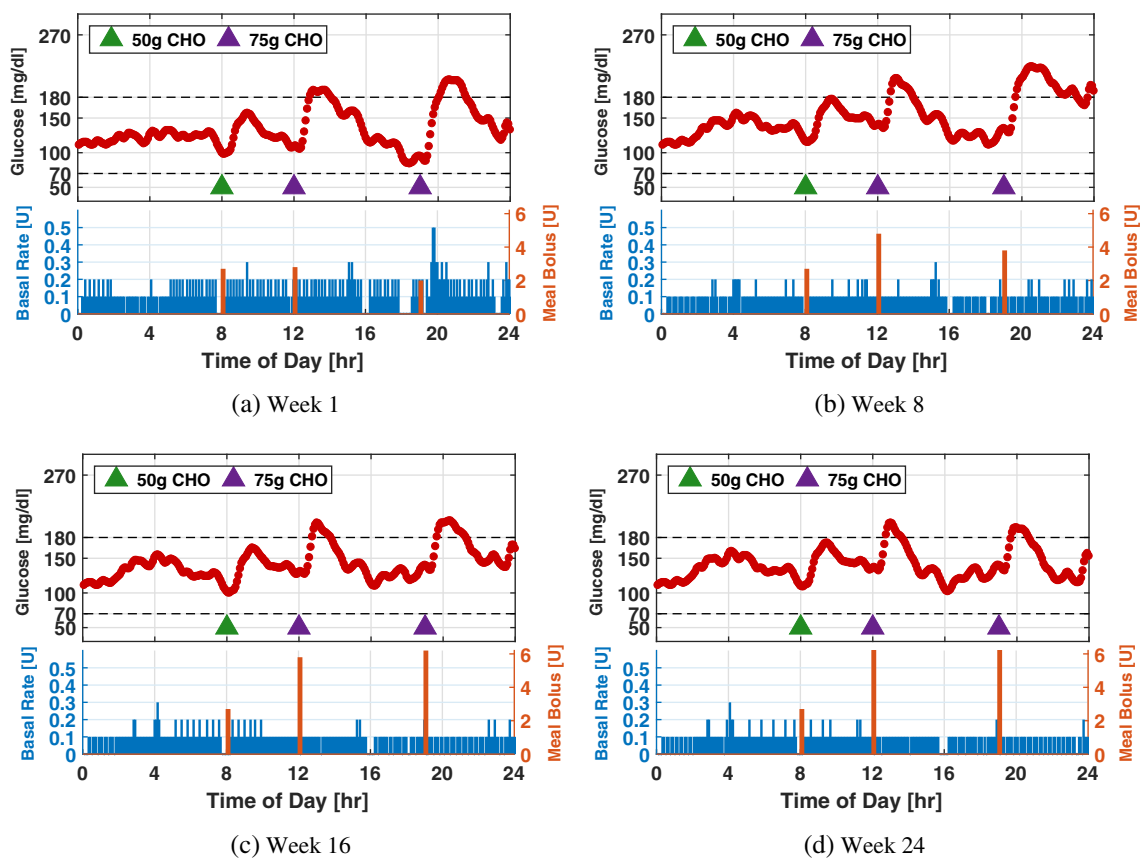 50g CHO 75g CHO
Glucose [mg/dl]
270
180
150
100
70
50
Basal Rate [U]
0.5
0.4
0.3
0.2
0.1
0
Meal Bolus [U]
6
4
2
0
0 4 8 12 16 20 24
Time of Day [hr]
(a) Week 1
50g CHO 75g CHO
Glucose [mg/dl]
270
180
150
100
70
50
Basal Rate [U]
0.5
0.4
0.3
0.2
0.1
0
Meal Bolus [U]
6
4
2
0
0 4 8 12 16 20 24
Time of Day [hr]
(b) Week 8
50g CHO 75g CHO
Glucose [mg/dl]
270
180
150
100
70
50
Basal Rate [U]
0.5
0.4
0.3
0.2
0.1
0
Meal Bolus [U]
6
4
2
0
0 4 8 12 16 20 24
Time of Day [hr]
(c) Week 16
50g CHO 75g CHO
Glucose [mg/dl]
270
180
150
100
70
50
Basal Rate [U]
0.5
0.4
0.3
0.2
0.1
0
Meal Bolus [U]
6
4
2
0
0 4 8 12 16 20 24
Time of Day [hr]
(d) Week 24